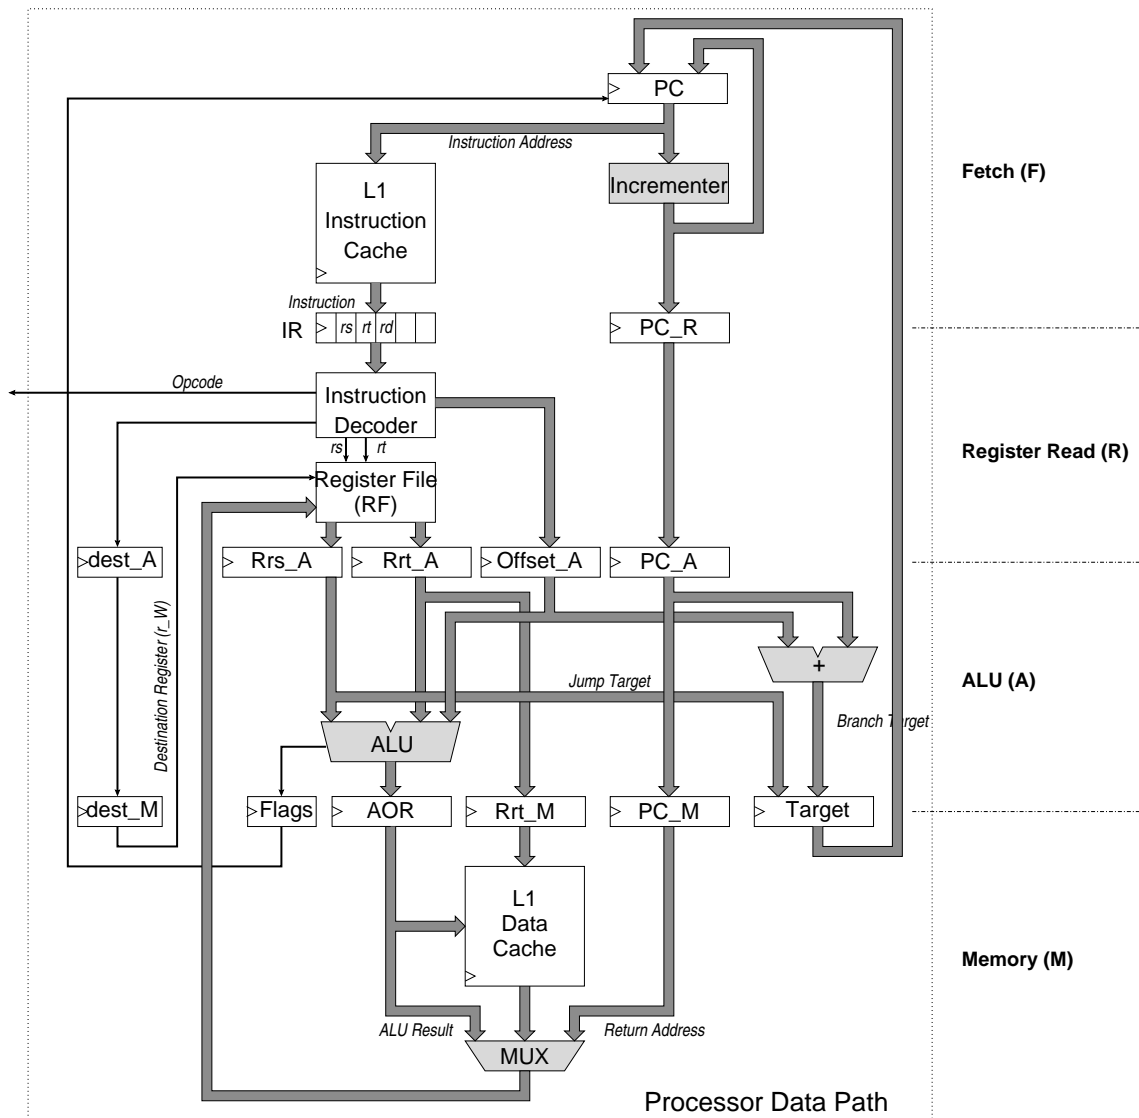 PC
Instruction Address
Fetch (F)
L1
Instruction
Cache
Incrementer
Instruction
IR
rs rt rd
PC_R
Opcode
Instruction
Decoder
rs rt
Register Read (R)
Register File
(RF)
dest_A
Rrs_A
Rrt_A
Offset_A
PC_A
Destination Register (r_W)
+
Jump Target
ALU (A)
Branch Target
ALU
dest_M
Flags
AOR
Rrt_M
PC_M
Target
L1
Data
Cache
Memory (M)
ALU Result
Return Address
MUX
Processor Data Path